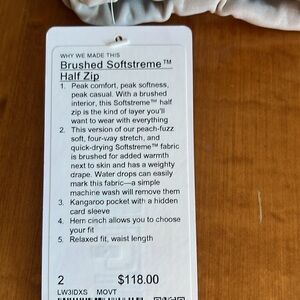 WHY WE MADE THIS
Brushed Softstreme™
Half Zip
1. Peak comfort, peak softness,
peak casual. With a brushed
interior, this Softstreme™ half
zip is the kind of layer you'll
want to wear with everything
2. This version of our peach-fuzz
soft, four-way stretch, and
quick-drying Softstreme™ fabric
is brushed for added warmth
next to skin and has a weighty
drape. Water drops can easily
mark this fabric—a simple
machine wash will remove them
3. Kangaroo pocket with a hidden
card sleeve
4. Hem cinch allows you to choose
your fit
5. Relaxed fit, waist length
2 $118.00
LW3IDXS MOVT